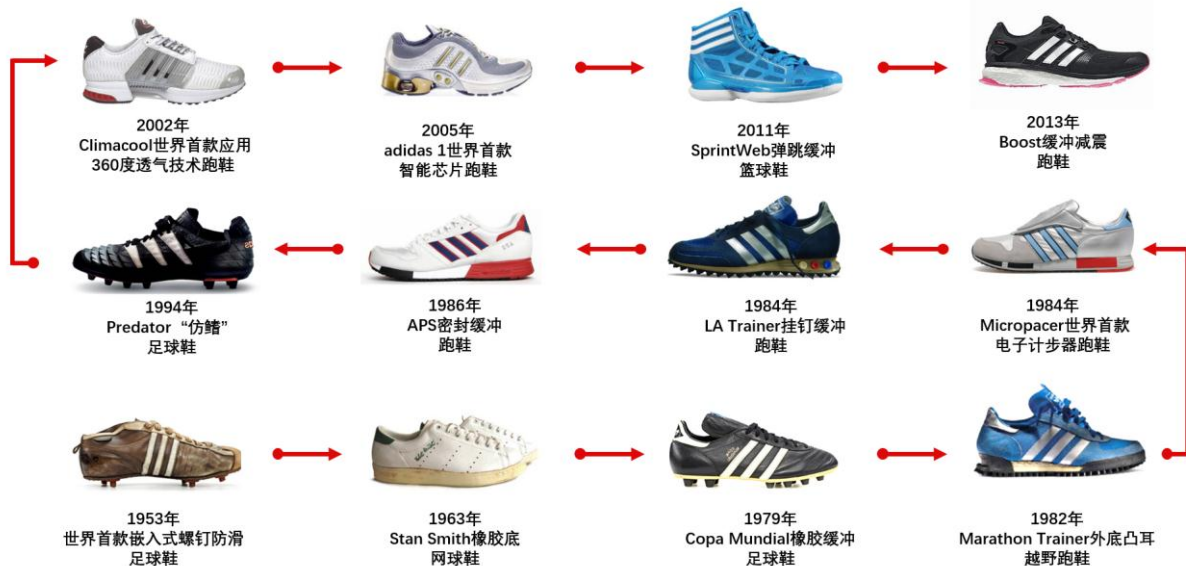 2002年
Climacool世界首款应用
360度透气技术跑鞋
2005年
adidas 1世界首款
智能芯片跑鞋
2011年
SprintWeb弹跳缓冲
篮球鞋
2013年
Boost缓冲减震
跑鞋
1994年
Predator“仿鳍”
足球鞋
1986年
APS密封缓冲
跑鞋
1984年
LA Trainer挂钉缓冲
跑鞋
1984年
Micropacer世界首款
电子计步器跑鞋
1953年
世界首款嵌入式螺钉防滑
足球鞋
1963年
Stan Smith橡胶底
网球鞋
1979年
Copa Mundial橡胶缓冲
足球鞋
1982年
Marathon Trainer外底凸耳
越野跑鞋